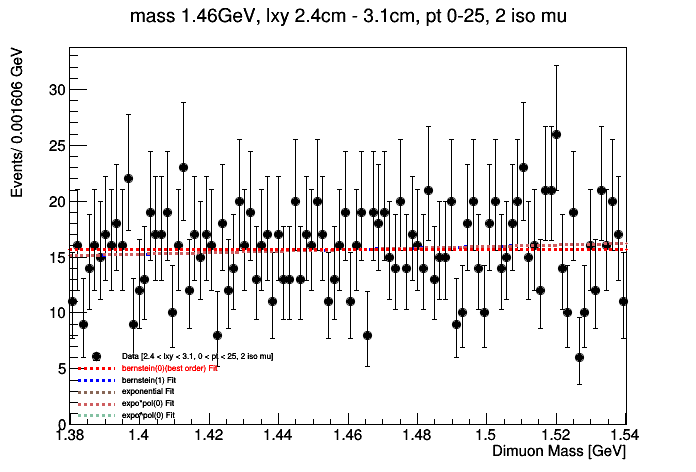 mass 1.46GeV, lxy 2.4cm - 3.1cm, pt 0-25, 2 iso mu
Events/ 0.001606 GeV
30
25
20
15
10
5
0
Data [2.4 < lxy < 3.1, 0 < pt < 25, 2 iso mu]
bernstein(0)(best order) Fit
bernstein(1) Fit
exponential Fit
expo*pol(0) Fit
expo*pol(0) Fit
1.38 1.4 1.42 1.44 1.46 1.48 1.5 1.52 1.54
Dimuon Mass [GeV]